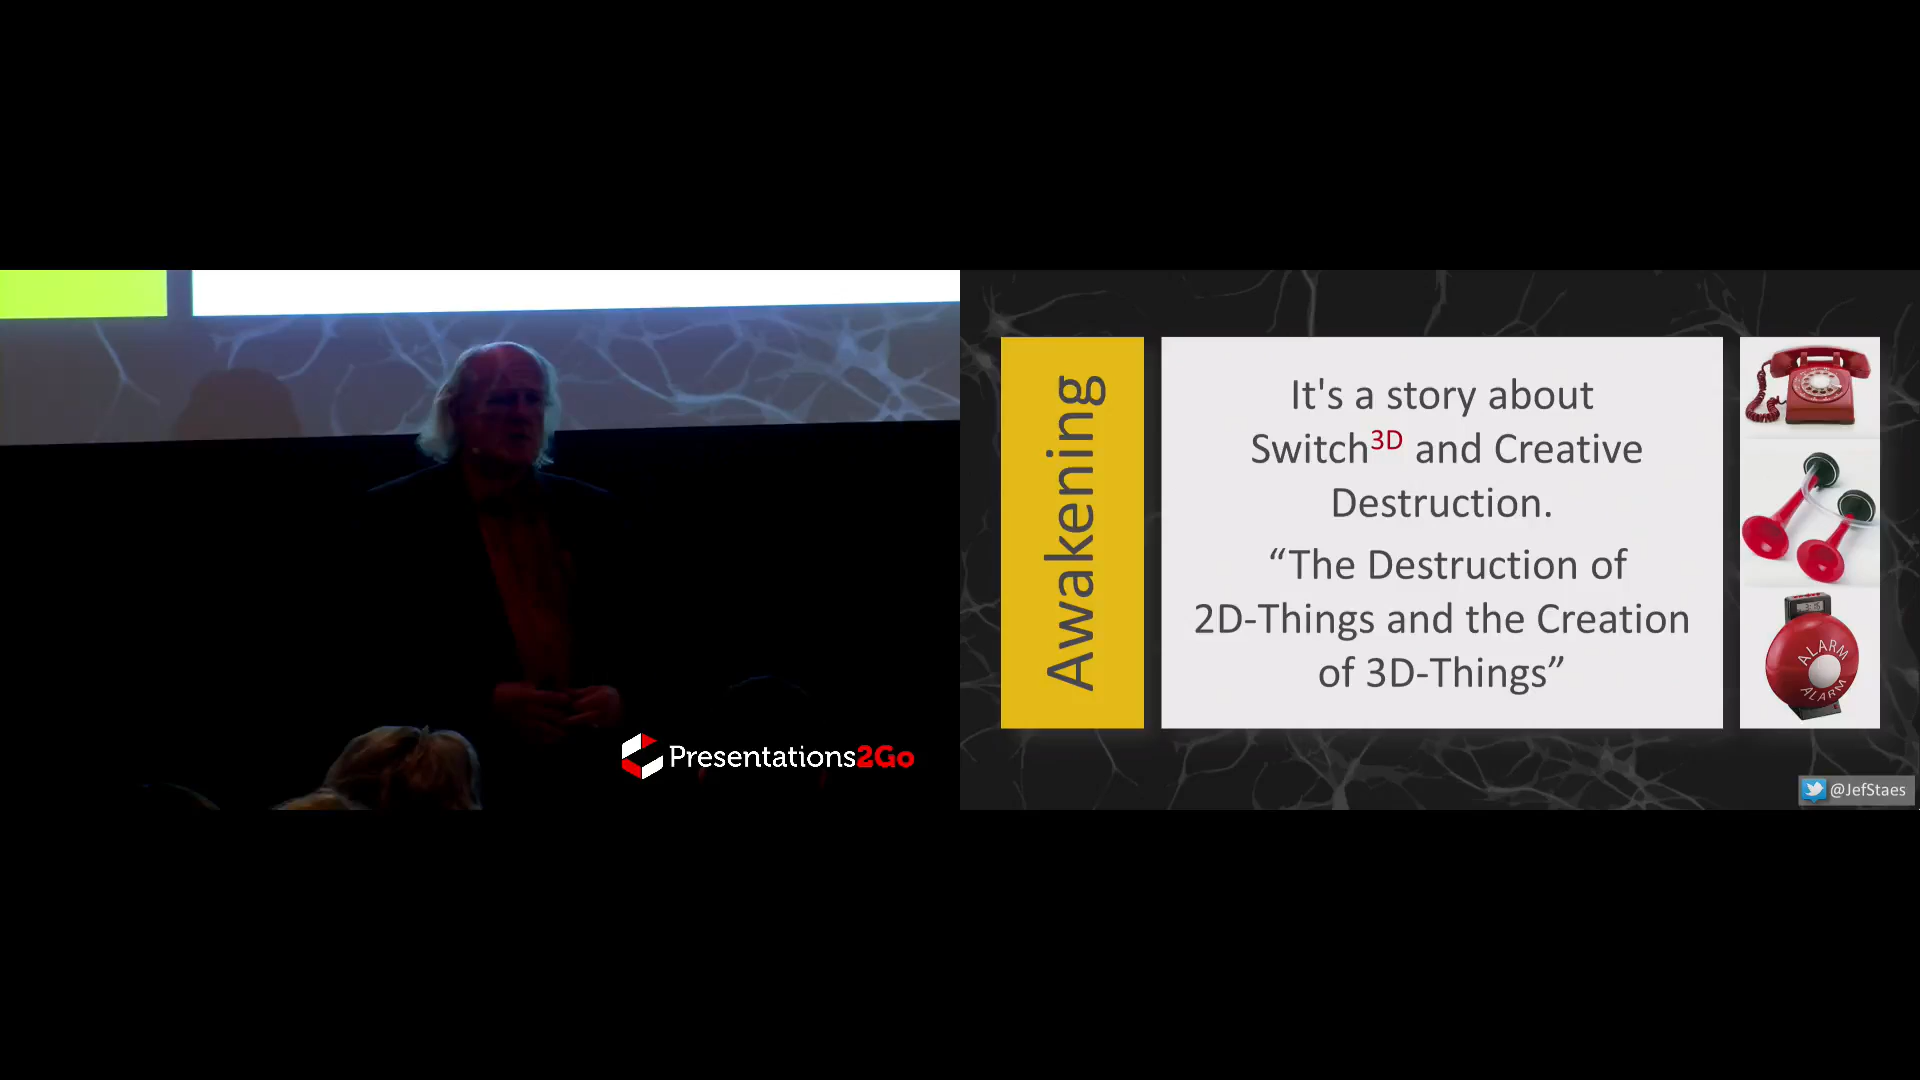 Presentations2Go
Awakening
It's a story about
Switch3D and Creative
Destruction.
“The Destruction of
2D-Things and the Creation
of 3D-Things”
ALARM
ALARM
@JefStaes